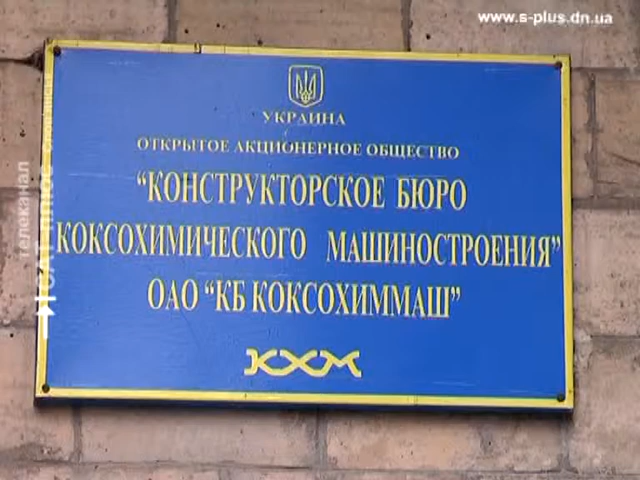 www.s-plus.dn.ua
УКРАИНА
ОТКРЫТОЕ АКЦИОНЕРНОЕ ОБЩЕСТВО
“КОНСТРУКТОРСКОЕ БЮРО
КОКСОХИМИЧЕСКОГО МАШИНОСТРОЕНИЯ”
ОАО “КБ КОКСОХИММАШ”
КХМ
телеканал